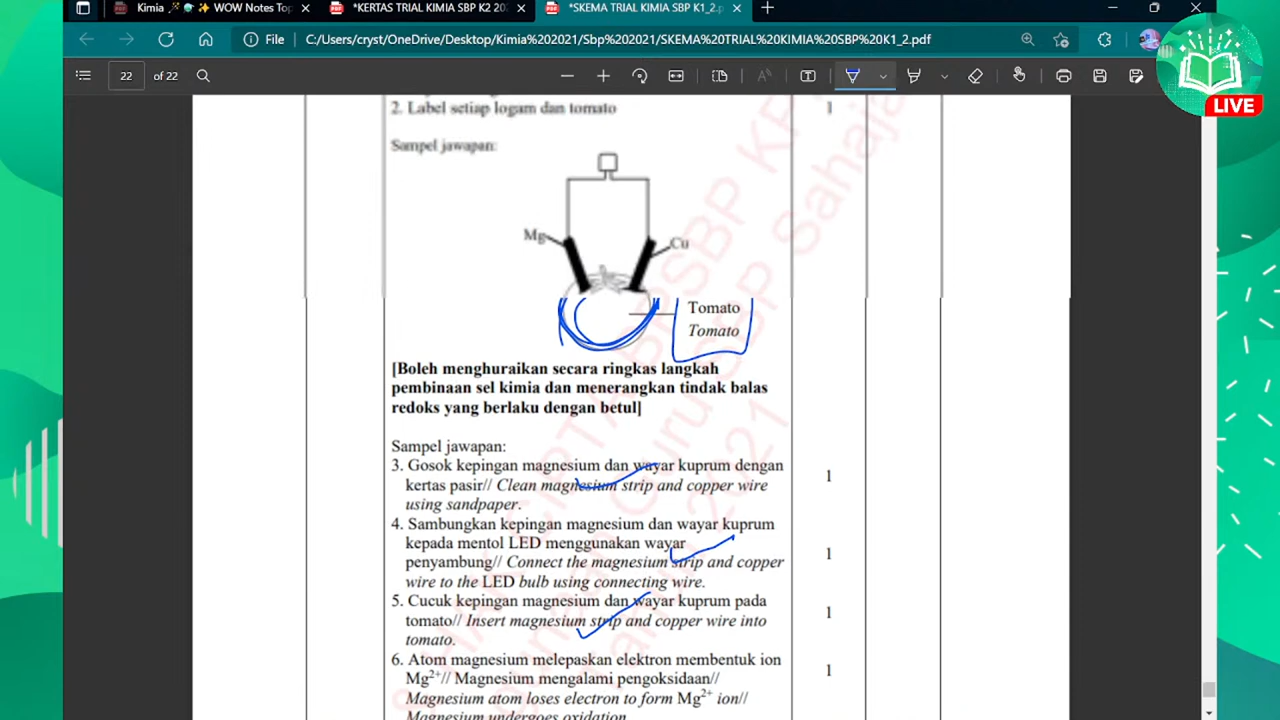 Kimia 🪄 🧪 ✨ WOW Notes Top
*KERTAS TRIAL KIMIA SBP K2 202
*SKEMA TRIAL KIMIA SBP K1_2.p
File
C:/Users/cryst/OneDrive/Desktop/Kimia%202021/Sbp%202021/SKEMA%20TRIAL%20KIMIA%20SBP%20K1_2.pdf
22 of 22
LIVE
2. Label setiap logam dan tomato 1
Sampel jawapan:
Mg
Cu
Tomato
Tomato
[Boleh menghuraikan secara ringkas langkah
pembinaan sel kimia dan menerangkan tindak balas
redoks yang berlaku dengan betul]
Sampel jawapan:
3. Gosok kepingan magnesium dan wayar kuprum dengan 1
kertas pasir// Clean magnesium strip and copper wire
using sandpaper.
4. Sambungkan kepingan magnesium dan wayar kuprum
kepada mentol LED menggunakan wayar 1
penyambung// Connect the magnesium strip and copper
wire to the LED bulb using connecting wire.
5. Cucuk kepingan magnesium dan wayar kuprum pada 1
tomato// Insert magnesium strip and copper wire into
tomato.
6. Atom magnesium melepaskan elektron membentuk ion 1
Mg²⁺// Magnesium mengalami pengoksidaan//
Magnesium atom loses electron to form Mg²⁺ ion//
Magnesium undergoes oxidation